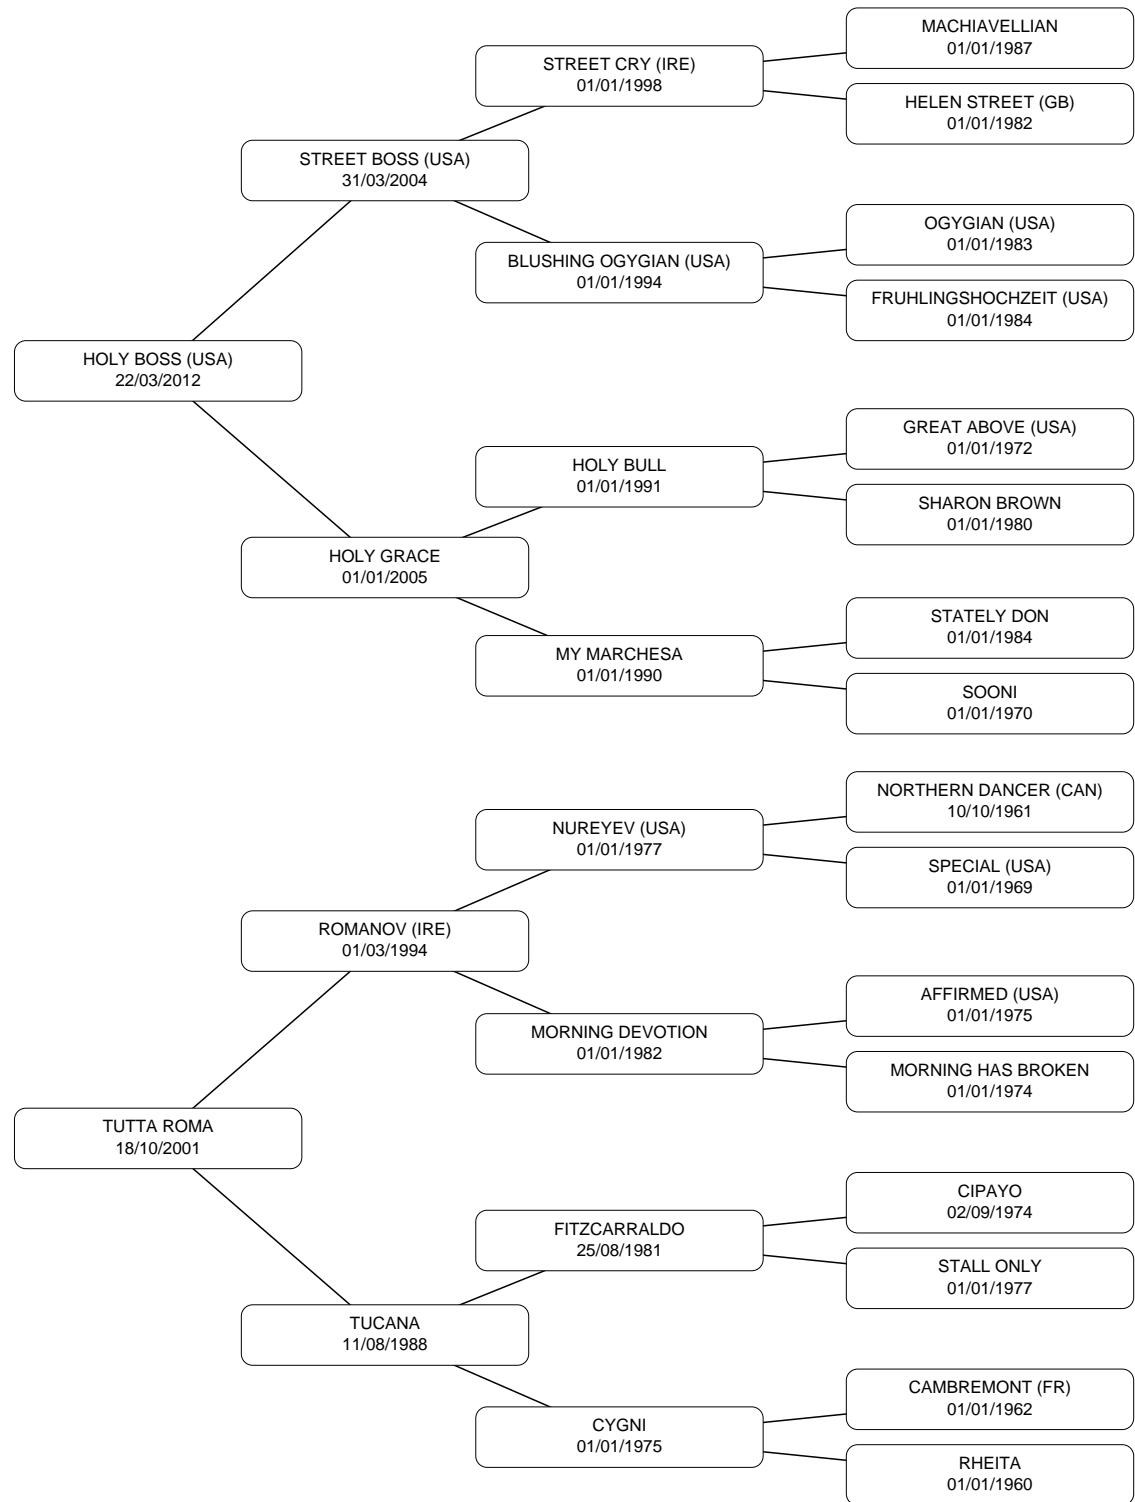 MACHIAVELLIAN
01/01/1987
STREET CRY (IRE)
01/01/1998
HELEN STREET (GB)
01/01/1982
STREET BOSS (USA)
31/03/2004
OGYGIAN (USA)
01/01/1983
BLUSHING OGYGIAN (USA)
01/01/1994
FRUHLINGSHOCHZEIT (USA)
01/01/1984
HOLY BOSS (USA)
22/03/2012
GREAT ABOVE (USA)
01/01/1972
HOLY BULL
01/01/1991
SHARON BROWN
01/01/1980
HOLY GRACE
01/01/2005
STATELY DON
01/01/1984
MY MARCHESA
01/01/1990
SOONI
01/01/1970
NORTHERN DANCER (CAN)
10/10/1961
NUREYEV (USA)
01/01/1977
SPECIAL (USA)
01/01/1969
ROMANOV (IRE)
01/03/1994
AFFIRMED (USA)
01/01/1975
MORNING DEVOTION
01/01/1982
MORNING HAS BROKEN
01/01/1974
TUTTA ROMA
18/10/2001
CIPAYO
02/09/1974
FITZCARRALDO
25/08/1981
STALL ONLY
01/01/1977
TUCANA
11/08/1988
CAMBREMONT (FR)
01/01/1962
CYGNI
01/01/1975
RHEITA
01/01/1960